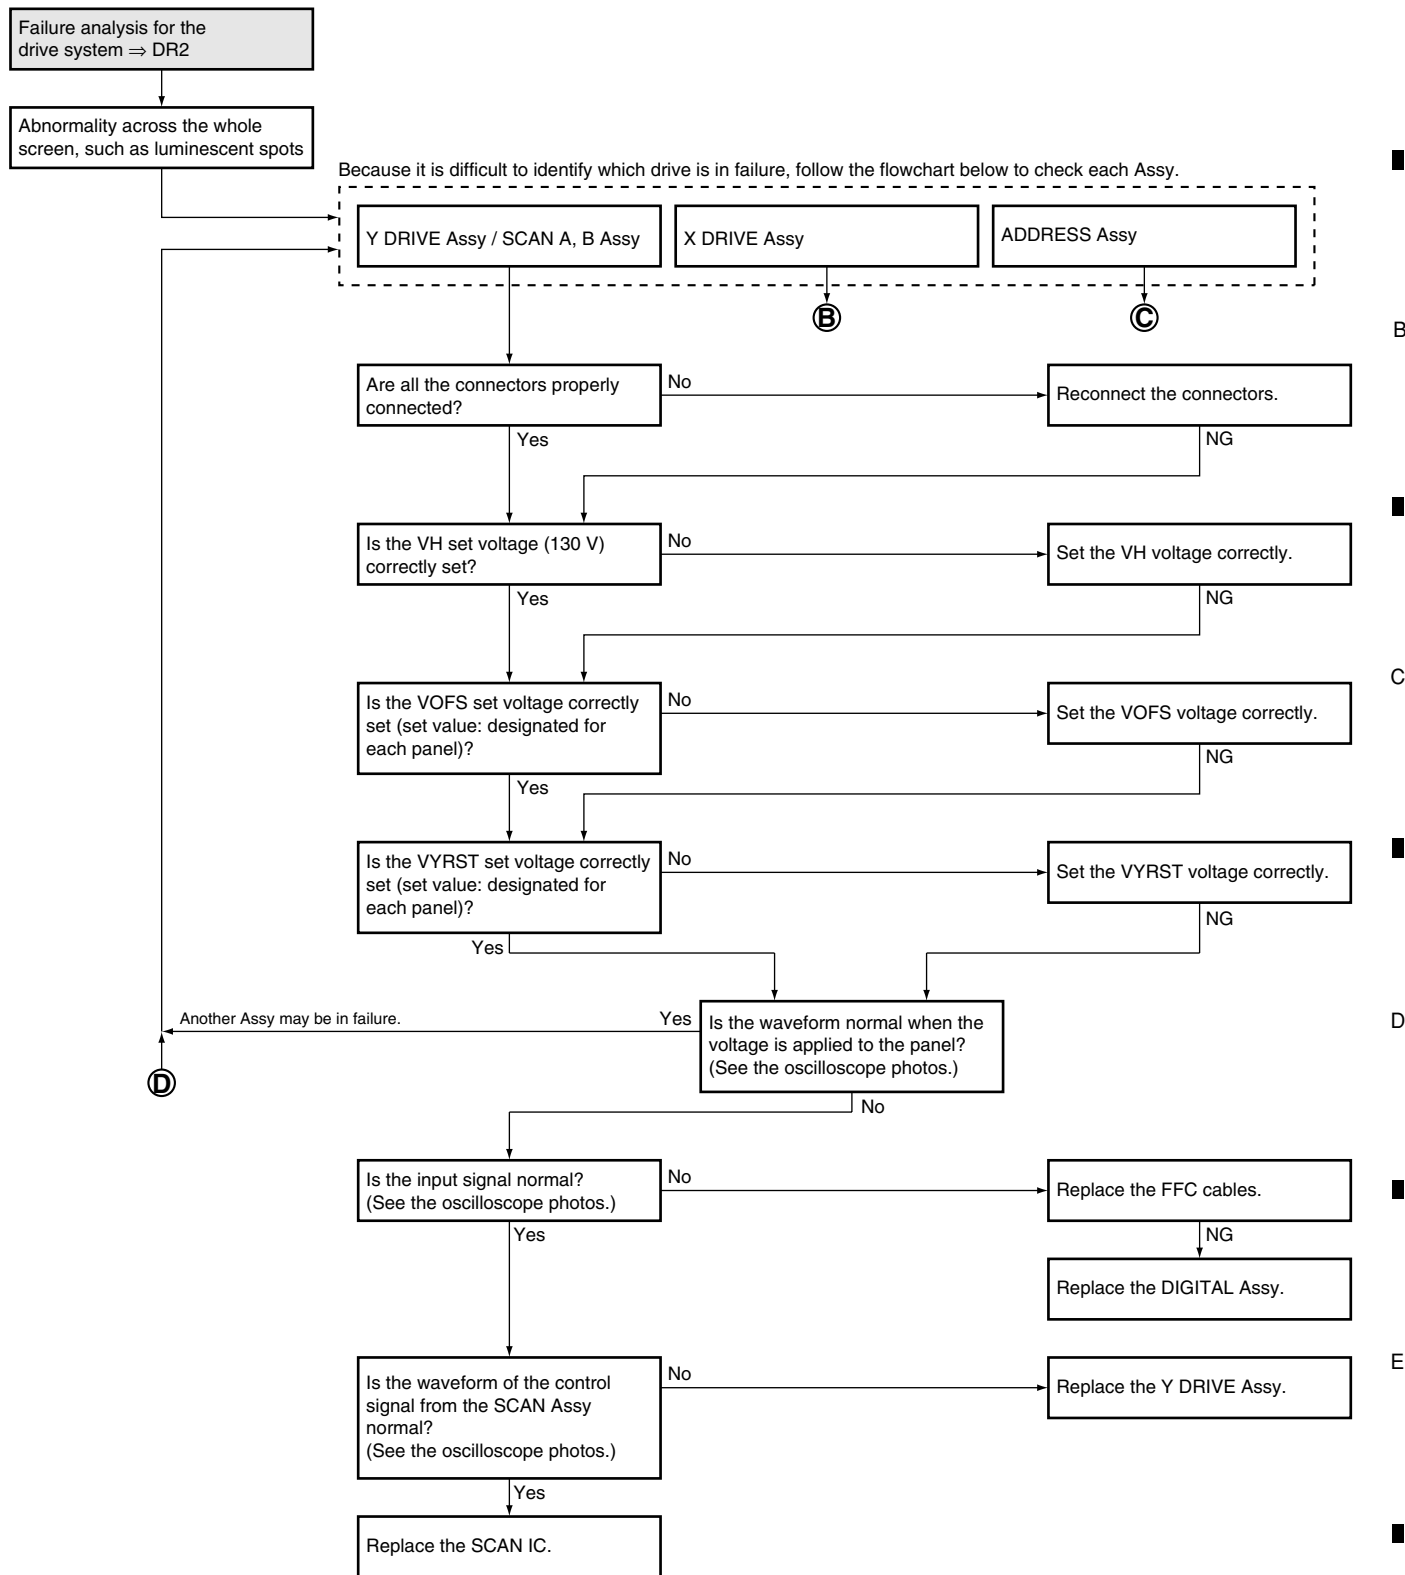 Failure analysis for the
drive system ⇒ DR2
Abnormality across the whole
screen, such as luminescent spots
Because it is difficult to identify which drive is in failure, follow the flowchart below to check each Assy.
Y DRIVE Assy / SCAN A, B Assy
X DRIVE Assy
ADDRESS Assy
B
C
B
Are all the connectors properly
connected?
No
Reconnect the connectors.
Yes
NG
Is the VH set voltage (130 V)
correctly set?
No
Set the VH voltage correctly.
Yes
NG
C
Is the VOFS set voltage correctly
set (set value: designated for
each panel)?
No
Set the VOFS voltage correctly.
Yes
NG
Is the VYRST set voltage correctly
set (set value: designated for
each panel)?
No
Set the VYRST voltage correctly.
Yes
NG
Another Assy may be in failure.
Yes
Is the waveform normal when the
voltage is applied to the panel?
(See the oscilloscope photos.)
D
D
No
Is the input signal normal?
(See the oscilloscope photos.)
No
Replace the FFC cables.
Yes
NG
Replace the DIGITAL Assy.
E
Is the waveform of the control
signal from the SCAN Assy
normal?
(See the oscilloscope photos.)
No
Replace the Y DRIVE Assy.
Yes
Replace the SCAN IC.